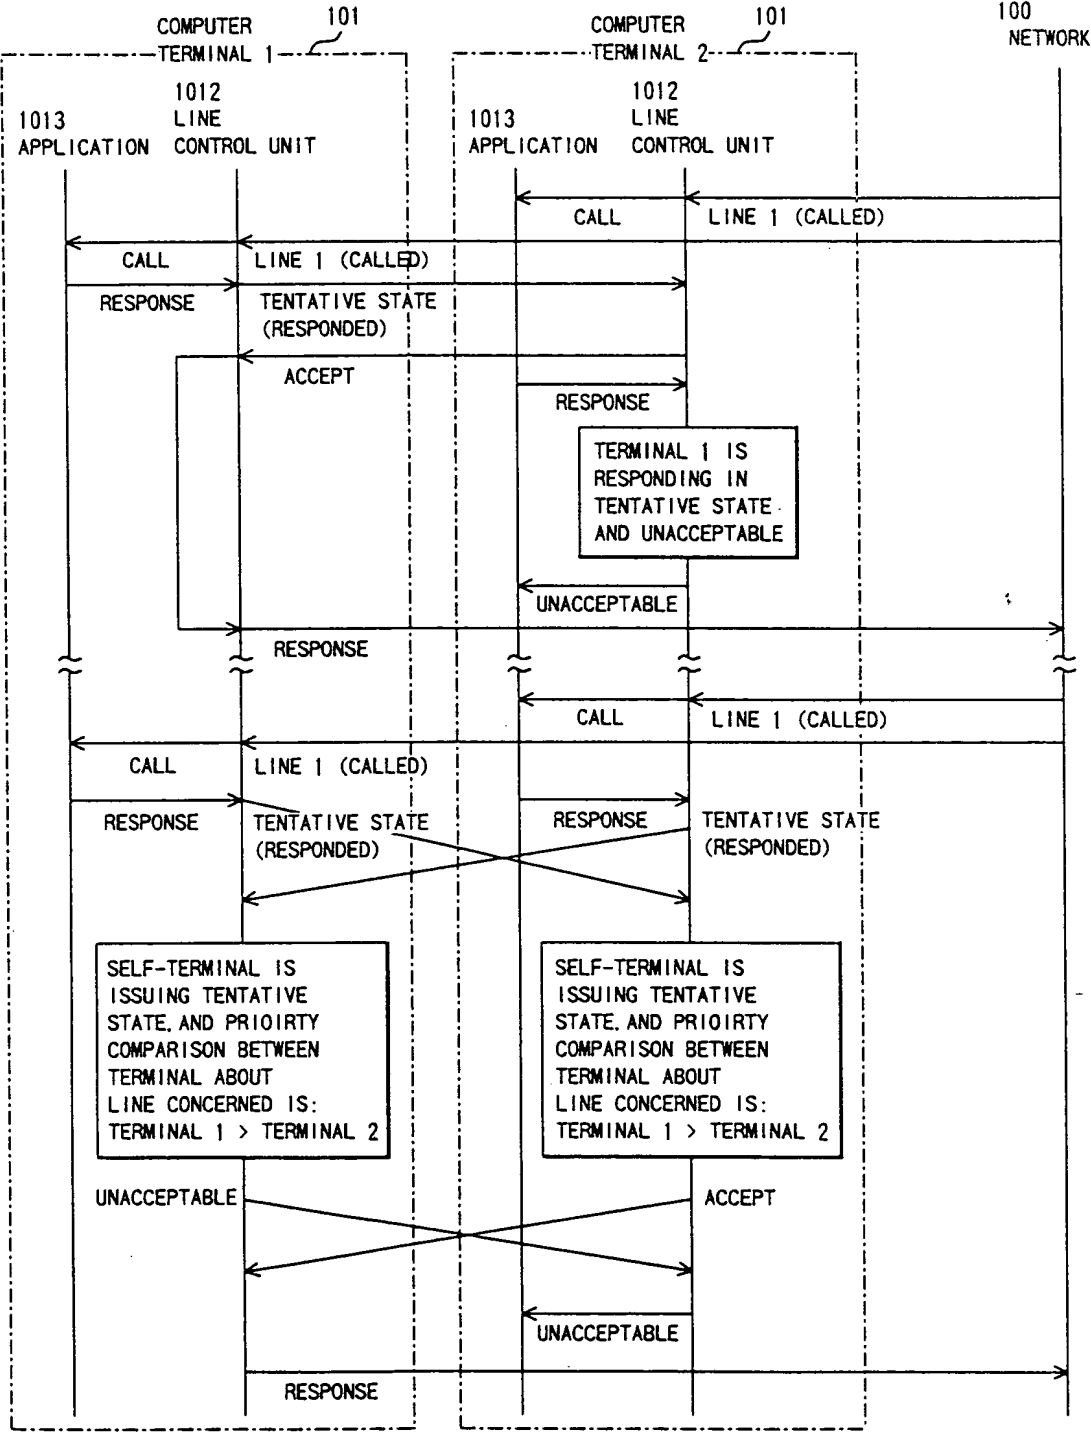 COMPUTER
TERMINAL 1
101
COMPUTER
TERMINAL 2
101
100
NETWORK
1013
APPLICATION
1012
LINE
CONTROL UNIT
1013
APPLICATION
1012
LINE
CONTROL UNIT
CALL
LINE 1 (CALLED)
CALL
LINE 1 (CALLED)
RESPONSE
TENTATIVE STATE
(RESPONDED)
ACCEPT
RESPONSE
TERMINAL 1 IS
RESPONDING IN
TENTATIVE STATE
AND UNACCEPTABLE
UNACCEPTABLE
RESPONSE
CALL
LINE 1 (CALLED)
CALL
LINE 1 (CALLED)
RESPONSE
TENTATIVE STATE
(RESPONDED)
RESPONSE
TENTATIVE STATE
(RESPONDED)
SELF-TERMINAL IS
ISSUING TENTATIVE
STATE, AND PRIOIRTY
COMPARISON BETWEEN
TERMINAL ABOUT
LINE CONCERNED IS:
TERMINAL 1 > TERMINAL 2
SELF-TERMINAL IS
ISSUING TENTATIVE
STATE, AND PRIOIRTY
COMPARISON BETWEEN
TERMINAL ABOUT
LINE CONCERNED IS:
TERMINAL 1 > TERMINAL 2
UNACCEPTABLE
ACCEPT
UNACCEPTABLE
RESPONSE